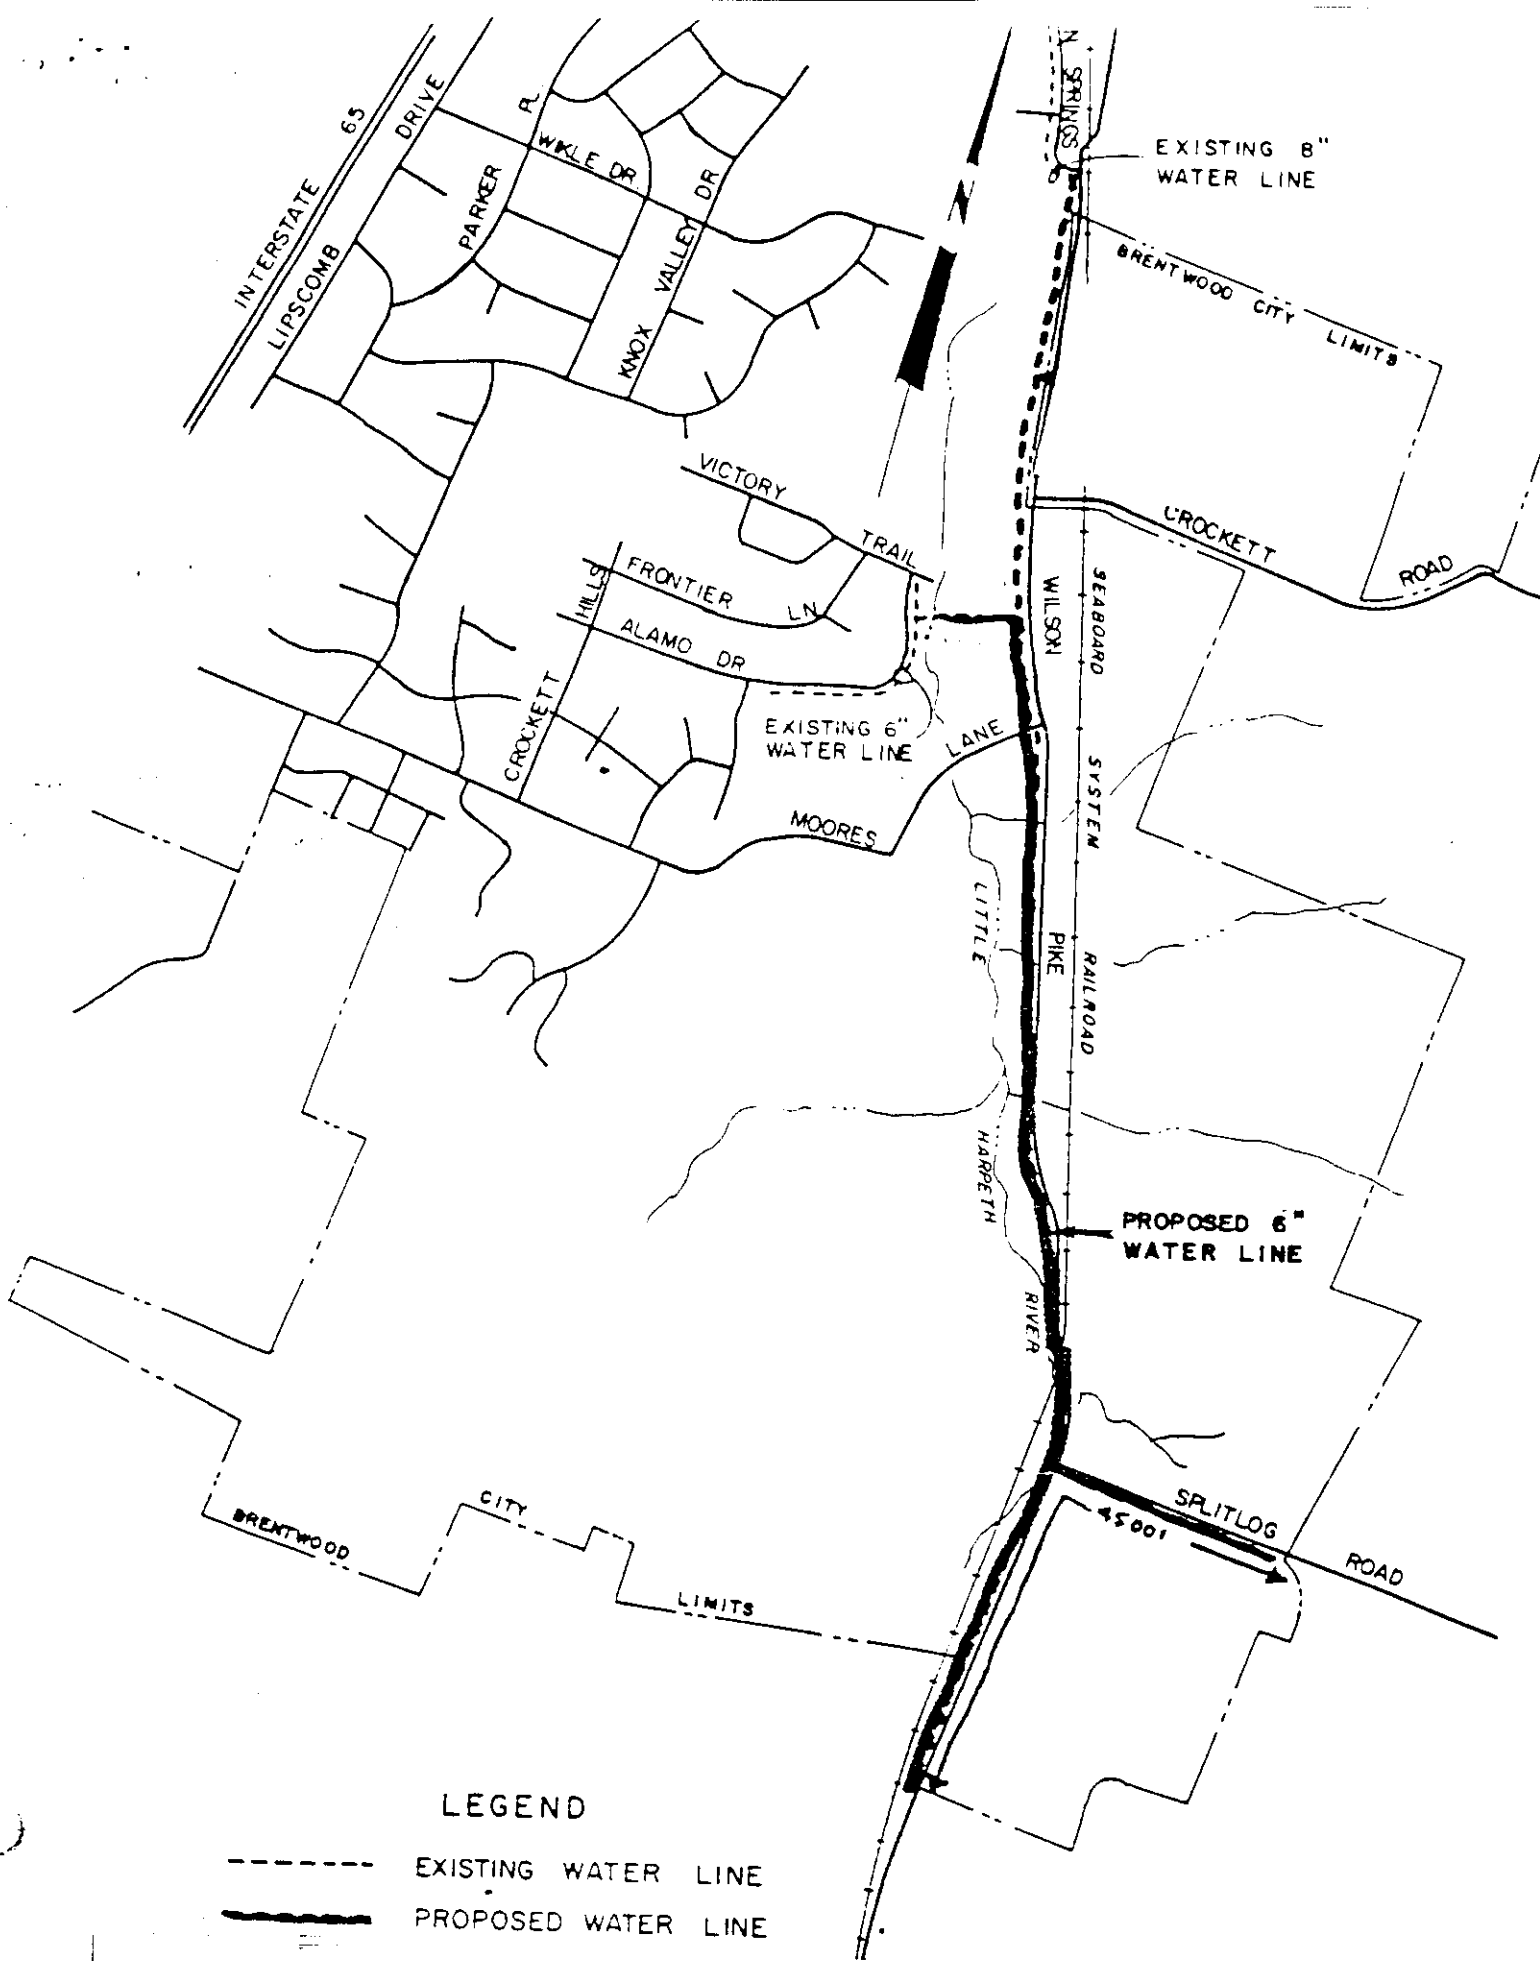 N
SPRINGS
INTERSTATE 65
LIPSCOMB DRIVE
PARKER PL
WIKLE DR
KNOX VALLEY DR
EXISTING 8"
WATER LINE
BRENTWOOD CITY LIMITS
VICTORY TRAIL
CROCKETT ROAD
FRONTIER LN
ALAMO DR
CROCKETT HILLS
EXISTING 6"
WATER LINE
MOORES LANE
WILSON PIKE
SEABOARD SYSTEM RAILROAD
LITTLE HARPETH RIVER
PROPOSED 6"
WATER LINE
SPLITLOG ROAD
BRENTWOOD CITY LIMITS
LEGEND
EXISTING WATER LINE
PROPOSED WATER LINE